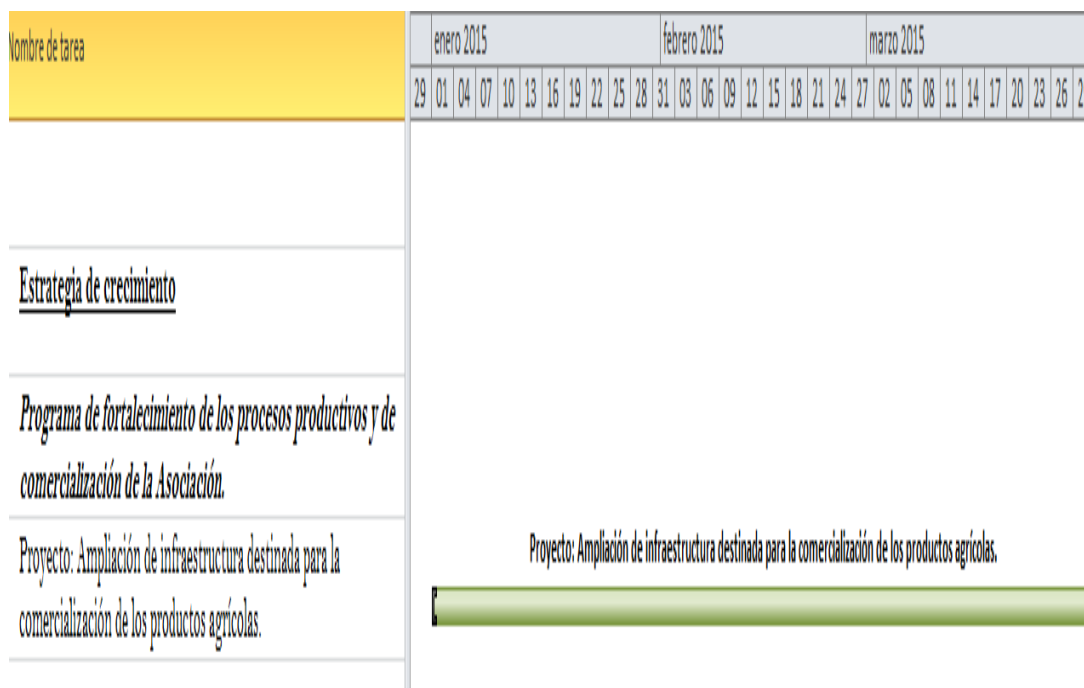 Nombre de tarea
enero 2015 febrero 2015 marzo 2015
29 01 04 07 10 13 16 19 22 25 28 31 03 06 09 12 15 18 21 24 27 02 05 08 11 14 17 20 23 26
Estrategia de crecimiento
Programa de fortalecimiento de los procesos productivos y de
comercialización de la Asociación.
Proyecto: Ampliación de infraestructura destinada para la
comercialización de los productos agrícolas.
Proyecto: Ampliación de infraestructura destinada para la comercialización de los productos agrícolas.